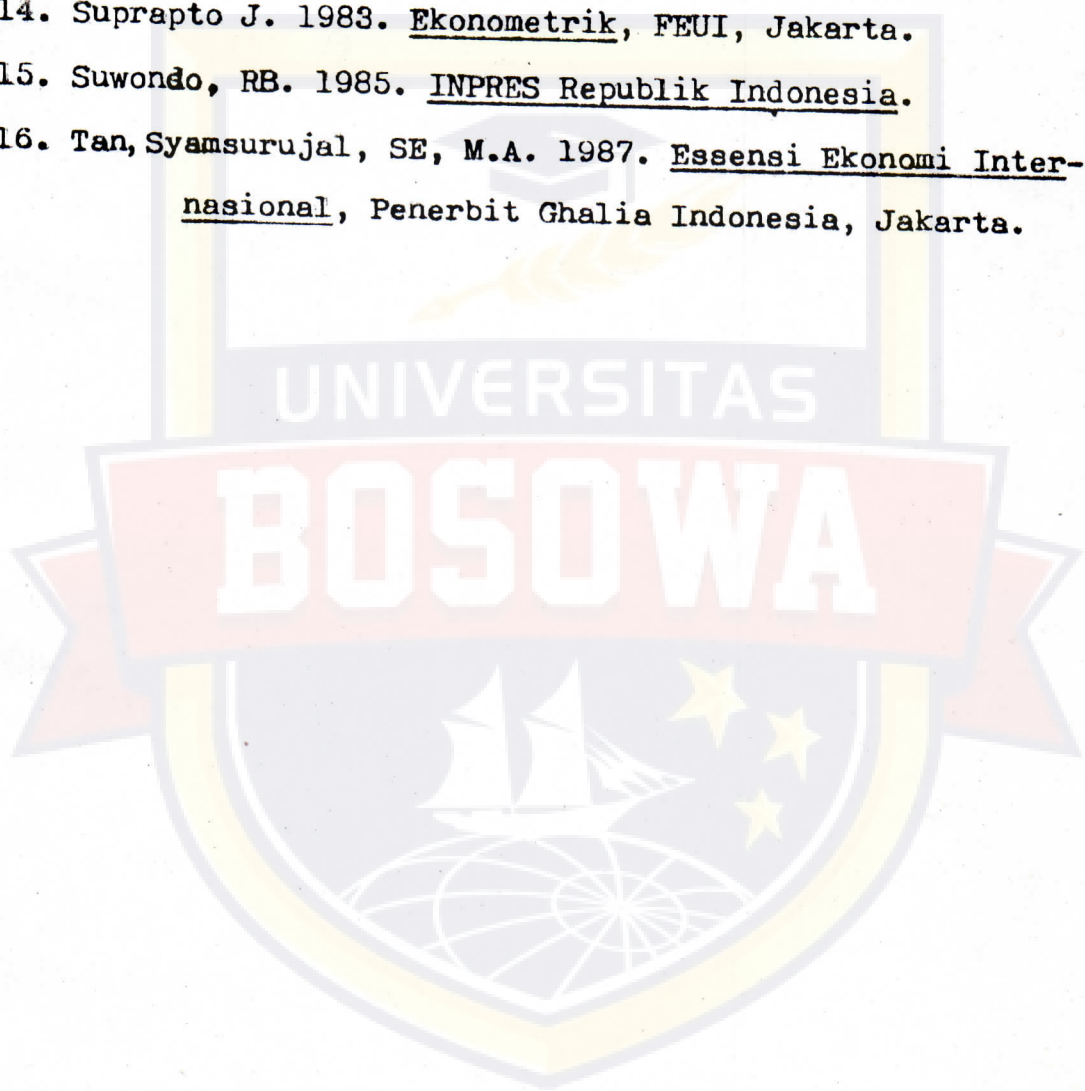 14. Suprapto J. 1983. Ekonometrik, FEUI, Jakarta.
15. Suwondo, RB. 1985. INPRES Republik Indonesia.
16. Tan, Syamsurujal, SE, M.A. 1987. Essensi Ekonomi Inter-
nasional, Penerbit Ghalia Indonesia, Jakarta.
UNIVERSITAS
BOSOWA